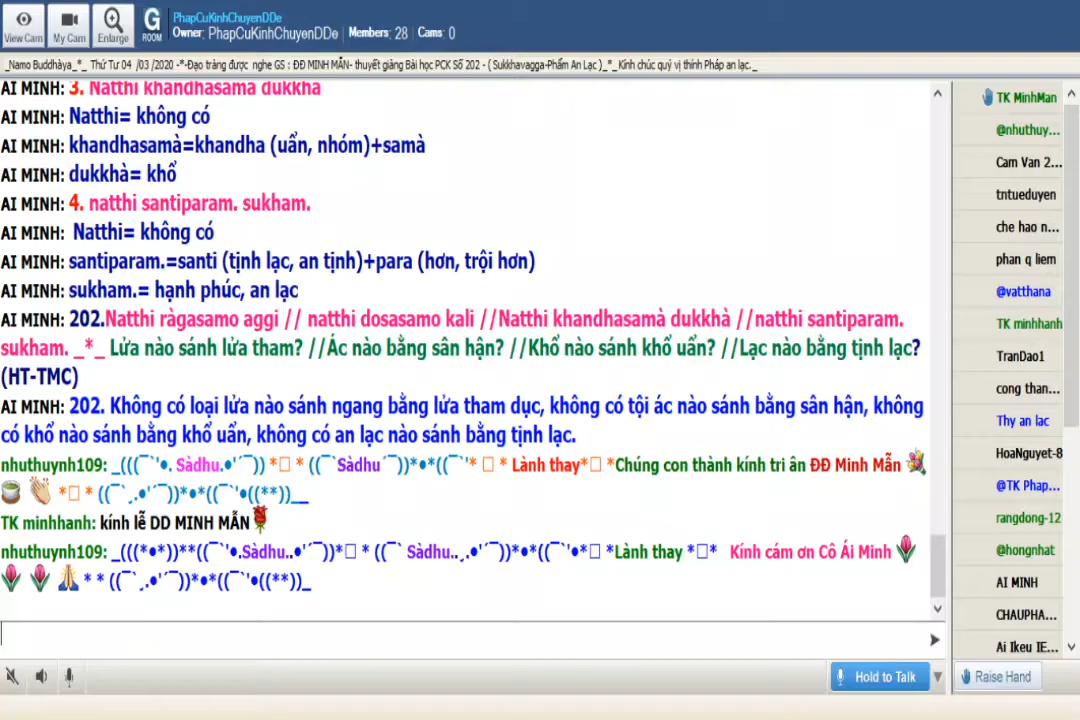 View Cam
My Cam
Enlarge
G
ROOM
PhapCuKinhChuyenDDe
Owner: PhapCuKinhChuyenDDe Members: 28 Cams: 0
_Namo Buddhàya_*_ Thứ Tư 04 /03 /2020 -*-Đạo tràng được nghe GS : ĐĐ MINH MẪN- thuyết giảng Bài học PCK Số 202 - ( Sukkhavagga-Phẩm An Lạc )_*_Kính chúc quý vị thính Pháp an lạc._
AI MINH: 3. Natthi khandhasamà dukkhà
AI MINH: Natthi= không có
AI MINH: khandhasamà=khandha (uẩn, nhóm)+samà
AI MINH: dukkhà= khổ
AI MINH: 4. natthi santiparam. sukham.
AI MINH: Natthi= không có
AI MINH: santiparam.=santi (tịnh lạc, an tịnh)+para (hơn, trội hơn)
AI MINH: sukham.= hạnh phúc, an lạc
AI MINH: 202.Natthi ràgasamo aggi // natthi dosasamo kali //Natthi khandhasamà dukkhà //natthi santiparam.
sukham. _*_ Lửa nào sánh lửa tham? //Ác nào bằng sân hận? //Khổ nào sánh khổ uẩn? //Lạc nào bằng tịnh lạc?
(HT-TMC)
AI MINH: 202. Không có loại lửa nào sánh ngang bằng lửa tham dục, không có tội ác nào sánh bằng sân hận, không
có khổ nào sánh bằng khổ uẩn, không có an lạc nào sánh bằng tịnh lạc.
nhuthuynh109: _(((¯`'•. Sàdhu.•'´¯)) *▯ * ((¯`Sàdhu´¯))*•*((¯`'* ▯ * Lành thay*▯ *Chúng con thành kính tri ân ĐĐ Minh Mẫn
*▯ * ((¯`¸.•'´¯))*•*((¯`'•((**))__
TK minhhanh: kính lễ DD MINH MẪN
nhuthuynh109: _(((*•*))**((¯`'•.Sàdhu..•'´¯))*▯ * ((¯` Sàdhu..¸.•'´¯))*•*((¯`'•*▯ *Lành thay *▯* Kính cám ơn Cô Ái Minh
* * ((¯`¸.•'´¯))*•*((¯`'•((**))_
TK MinhMan
@nhuthuy...
Cam Van 2...
tntueduyen
che hao n...
phan q liem
@vatthana
TK minhhanh
TranDao1
cong than...
Thy an lac
HoaNguyet-8
@TK Phap...
rangdong-12
@hongnhat
AI MINH
CHAUPHA...
Ai Ikeu IE...
Hold to Talk
Raise Hand